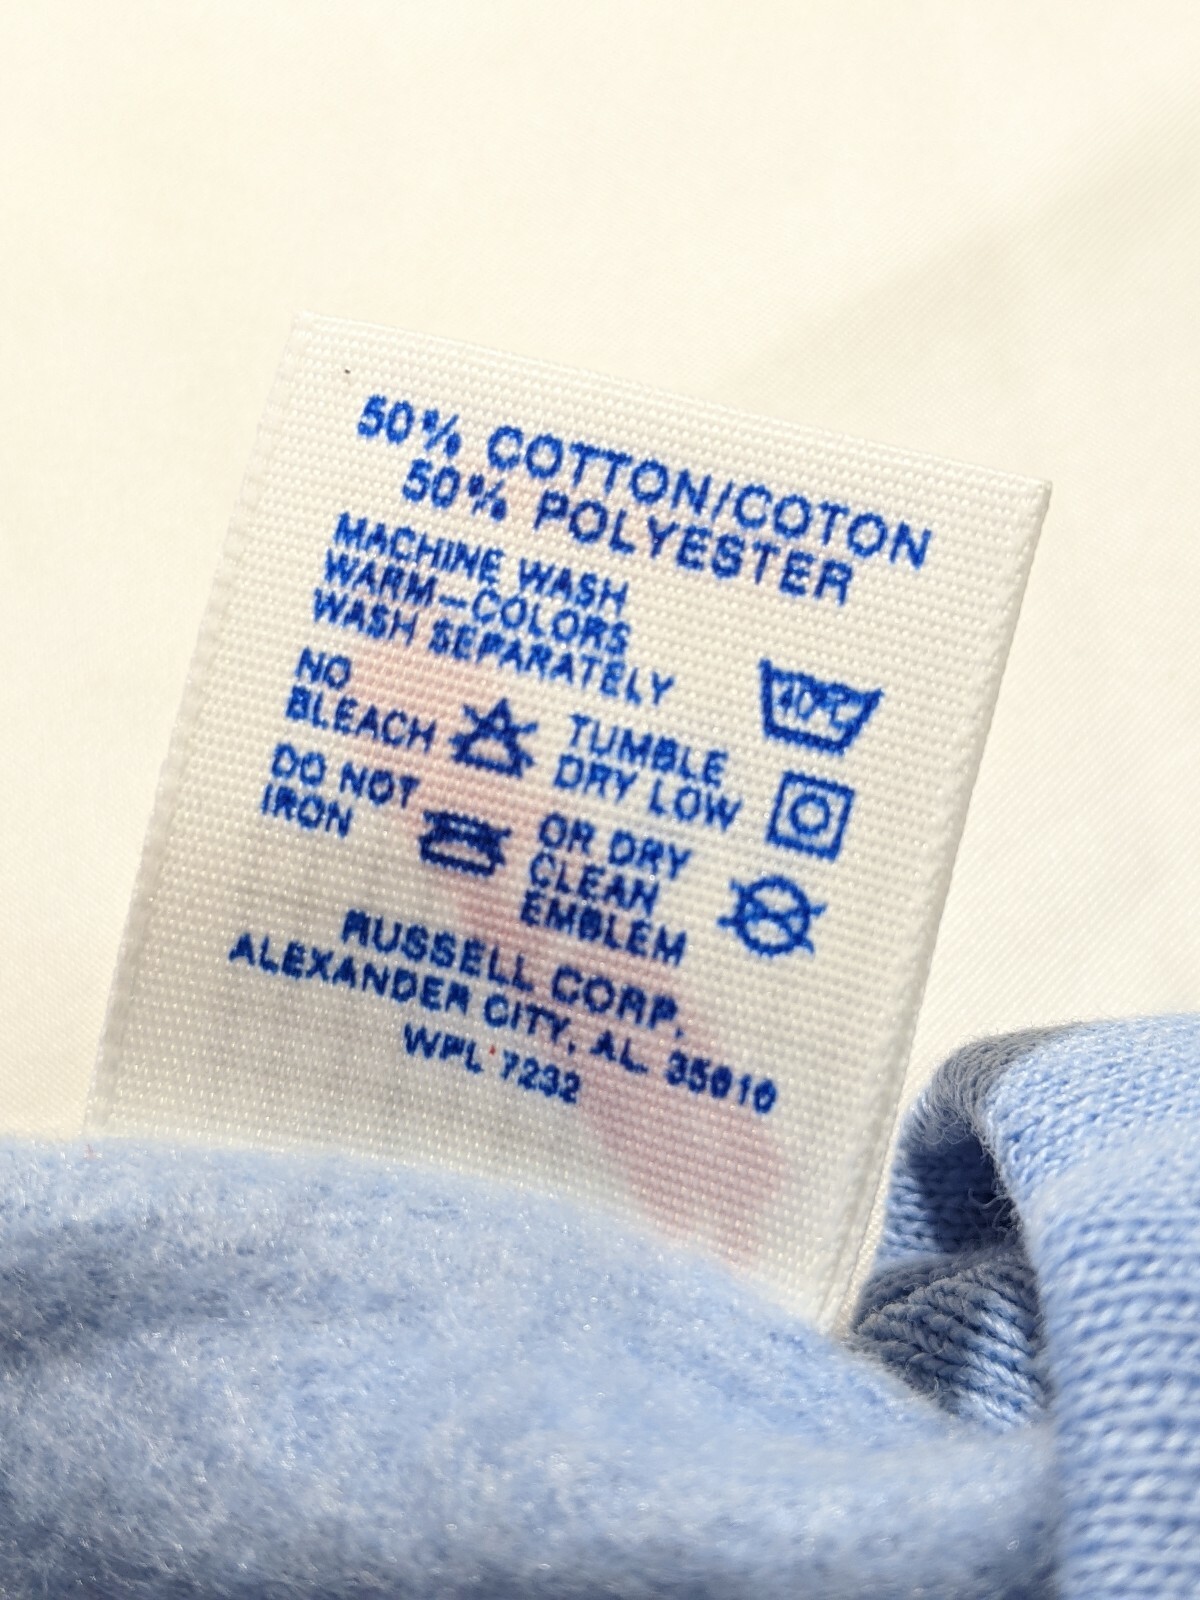 50% COTTON/COTON
50% POLYESTER
MACHINE WASH
WARM—COLORS
WASH SEPARATELY
40°C
NO
BLEACH
TUMBLE
DRY LOW
DO NOT
IRON
OR DRY
CLEAN
EMBLEM
RUSSELL CORP.
ALEXANDER CITY, AL. 35010
WPL 7232